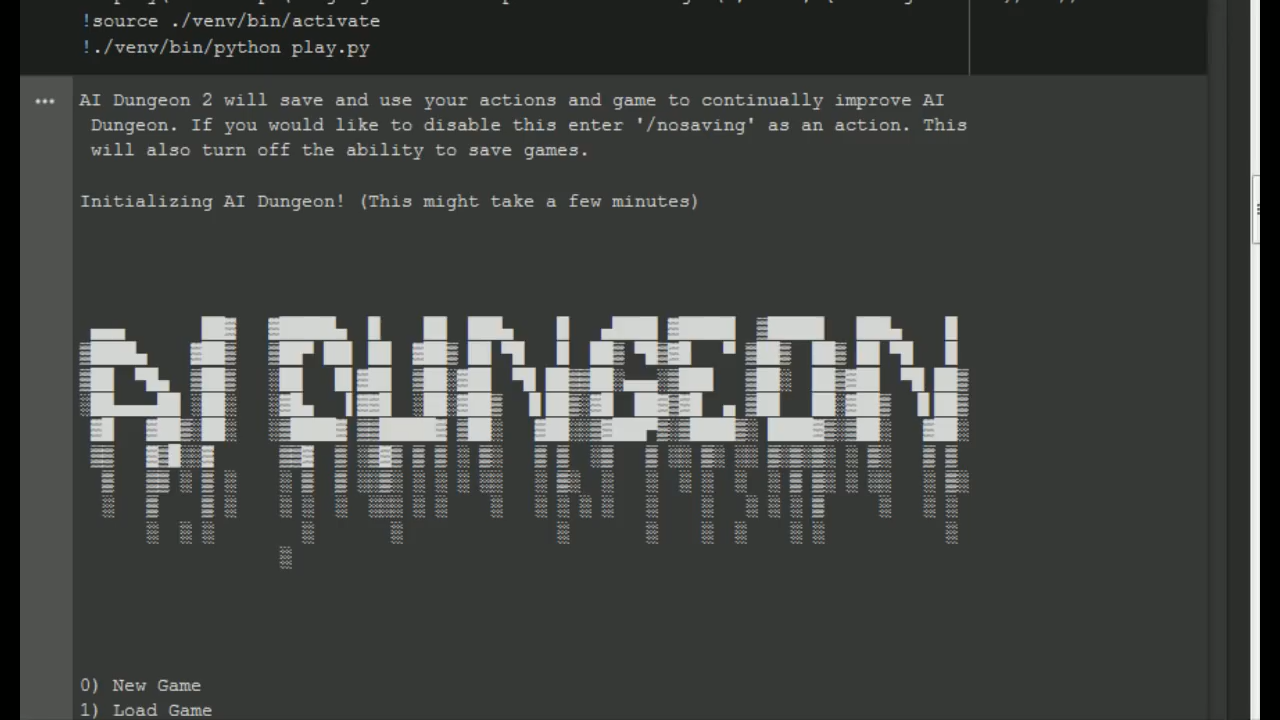 !source ./venv/bin/activate
!./venv/bin/python play.py
AI Dungeon 2 will save and use your actions and game to continually improve AI
Dungeon. If you would like to disable this enter '/nosaving' as an action. This
will also turn off the ability to save games.
Initializing AI Dungeon! (This might take a few minutes)
AI DUNGEON
0) New Game
1) Load Game